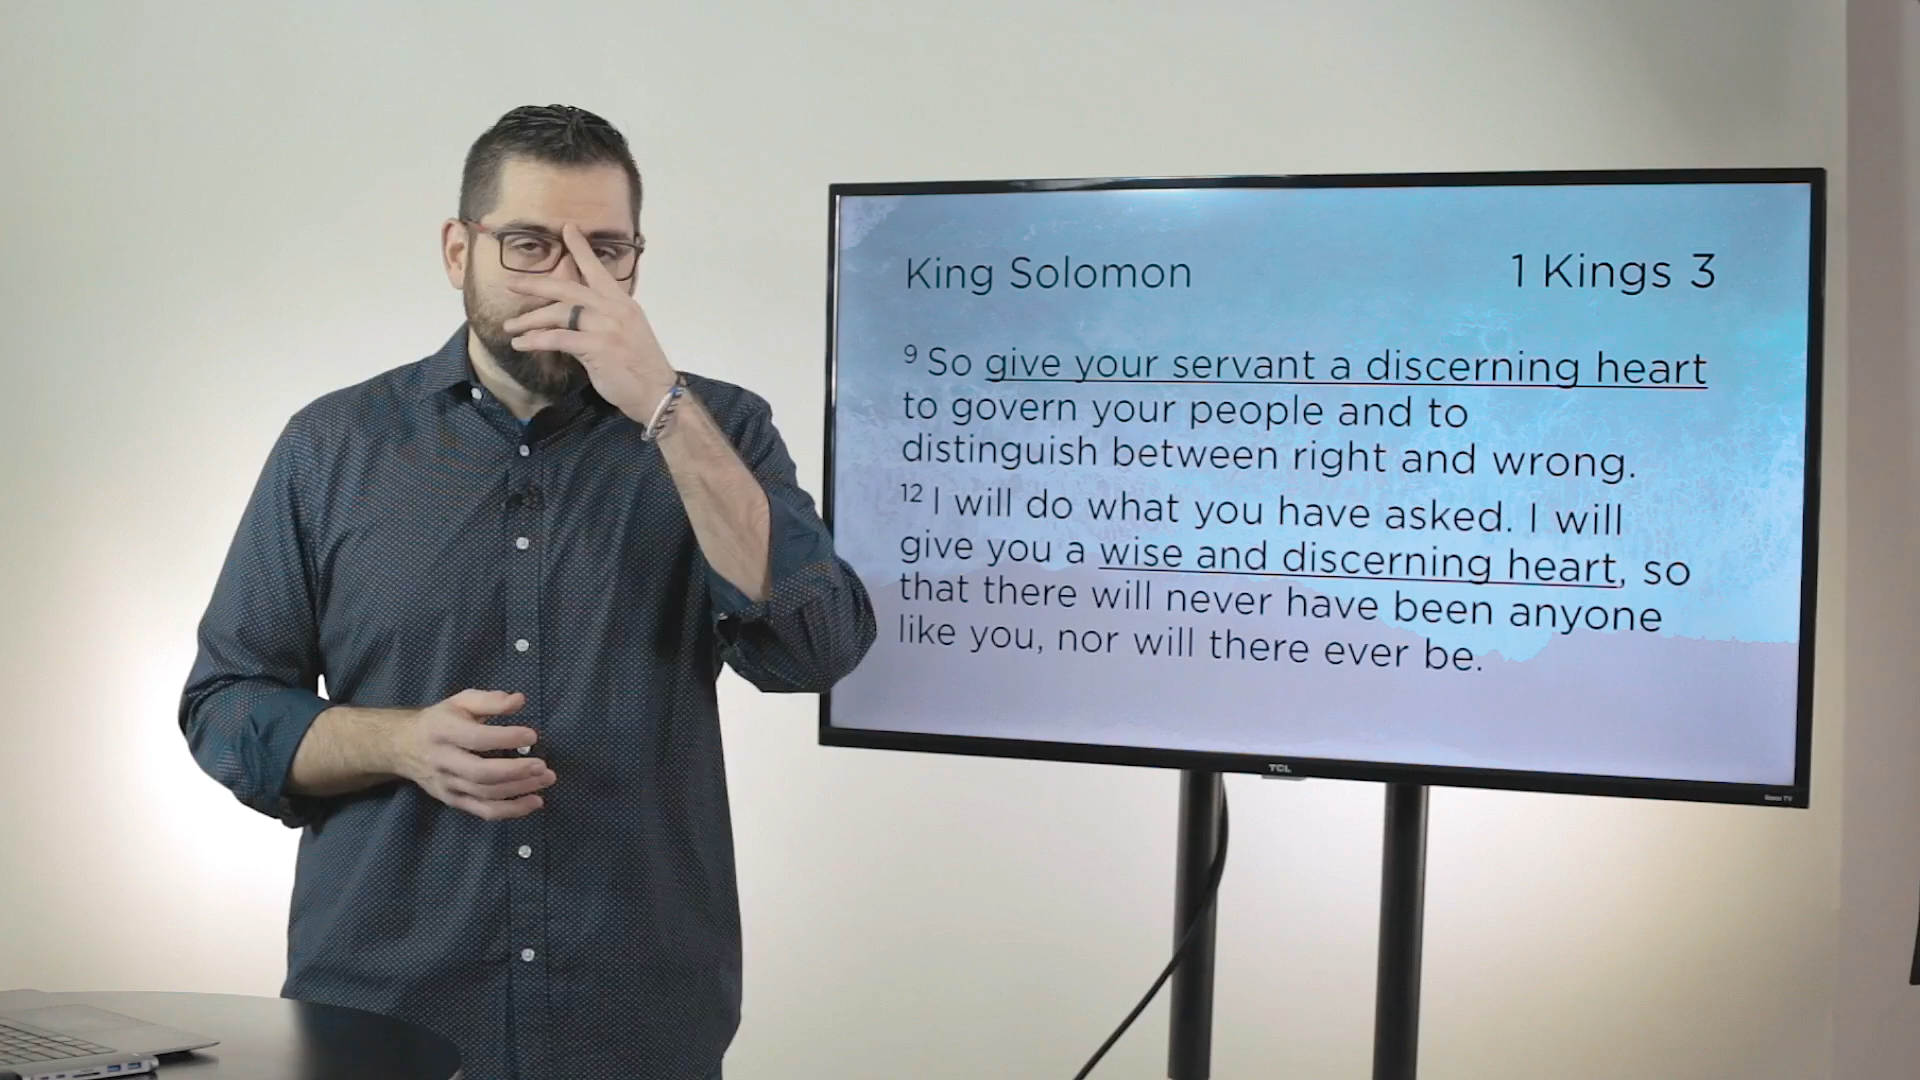 King Solomon 1 Kings 3
9 So give your servant a discerning heart
to govern your people and to
distinguish between right and wrong.
12 I will do what you have asked. I will
give you a wise and discerning heart, so
that there will never have been anyone
like you, nor will there ever be.
TCL
Roku TV